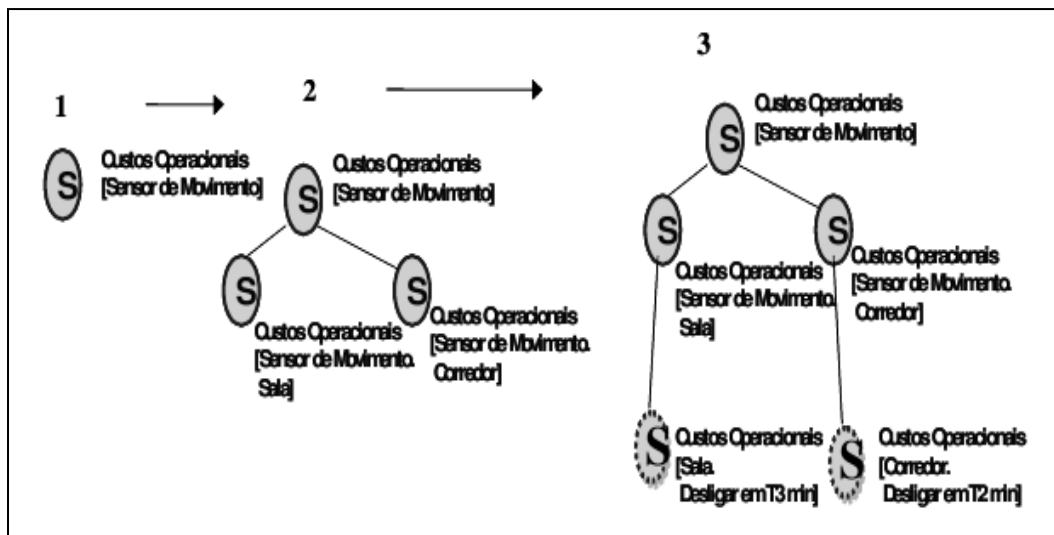 1
S
Custos Operacionais
[Sensor de Movimento]
2
Custos Operacionais
[Sensor de Movimento]
S
S
Custos Operacionais
[Sensor de Movimento.
Sala]
S
Custos Operacionais
[Sensor de Movimento.
Corredor]
3
Custos Operacionais
[Sensor de Movimento]
S
S
Custos Operacionais
[Sensor de Movimento.
Sala]
S
Custos Operacionais
[Sensor de Movimento.
Corredor]
S
Custos Operacionais
[Sala.
Desligar em T3 min]
S
Custos Operacionais
[Corredor.
Desligar em T2 min]